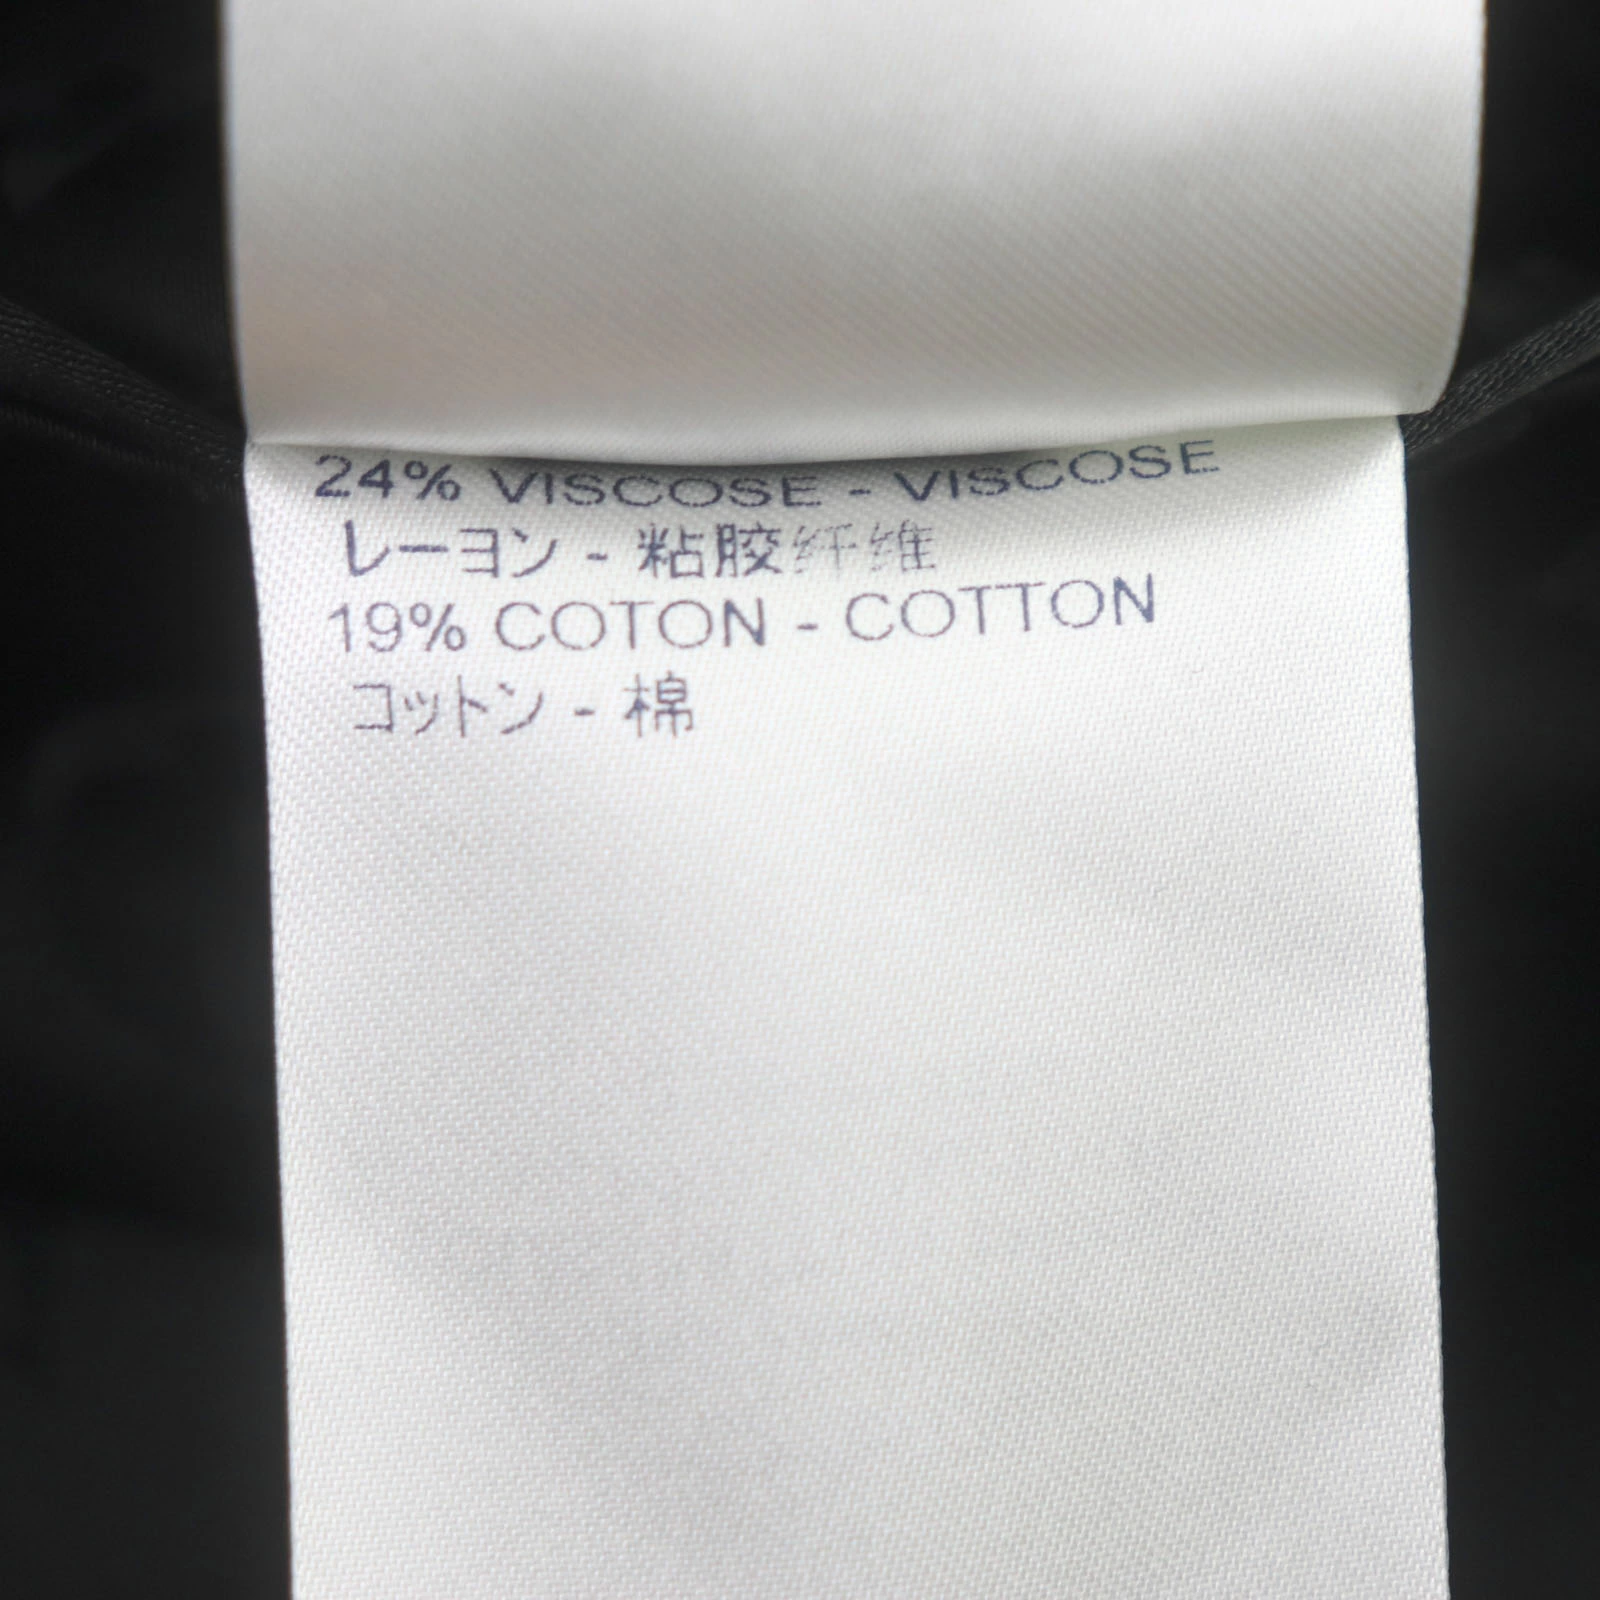 24% VISCOSE - VISCOSE
レーヨン - 粘胶纤维
19% COTON - COTTON
コットン - 棉